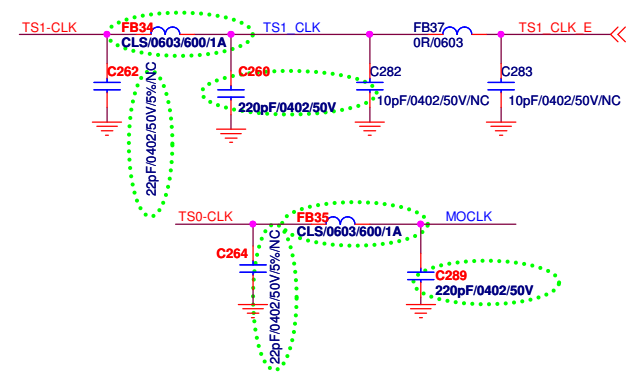 TS1-CLK
FB34
CLS/0603/600/1A
TS1_CLK
FB37
0R/0603
TS1_CLK_E
C262
22pF/0402/50V/5%/NC
C260
220pF/0402/50V
C282
10pF/0402/50V/NC
C283
10pF/0402/50V/NC
TS0-CLK
FB35
CLS/0603/600/1A
MOCLK
C264
22pF/0402/50V/5%/NC
C289
220pF/0402/50V